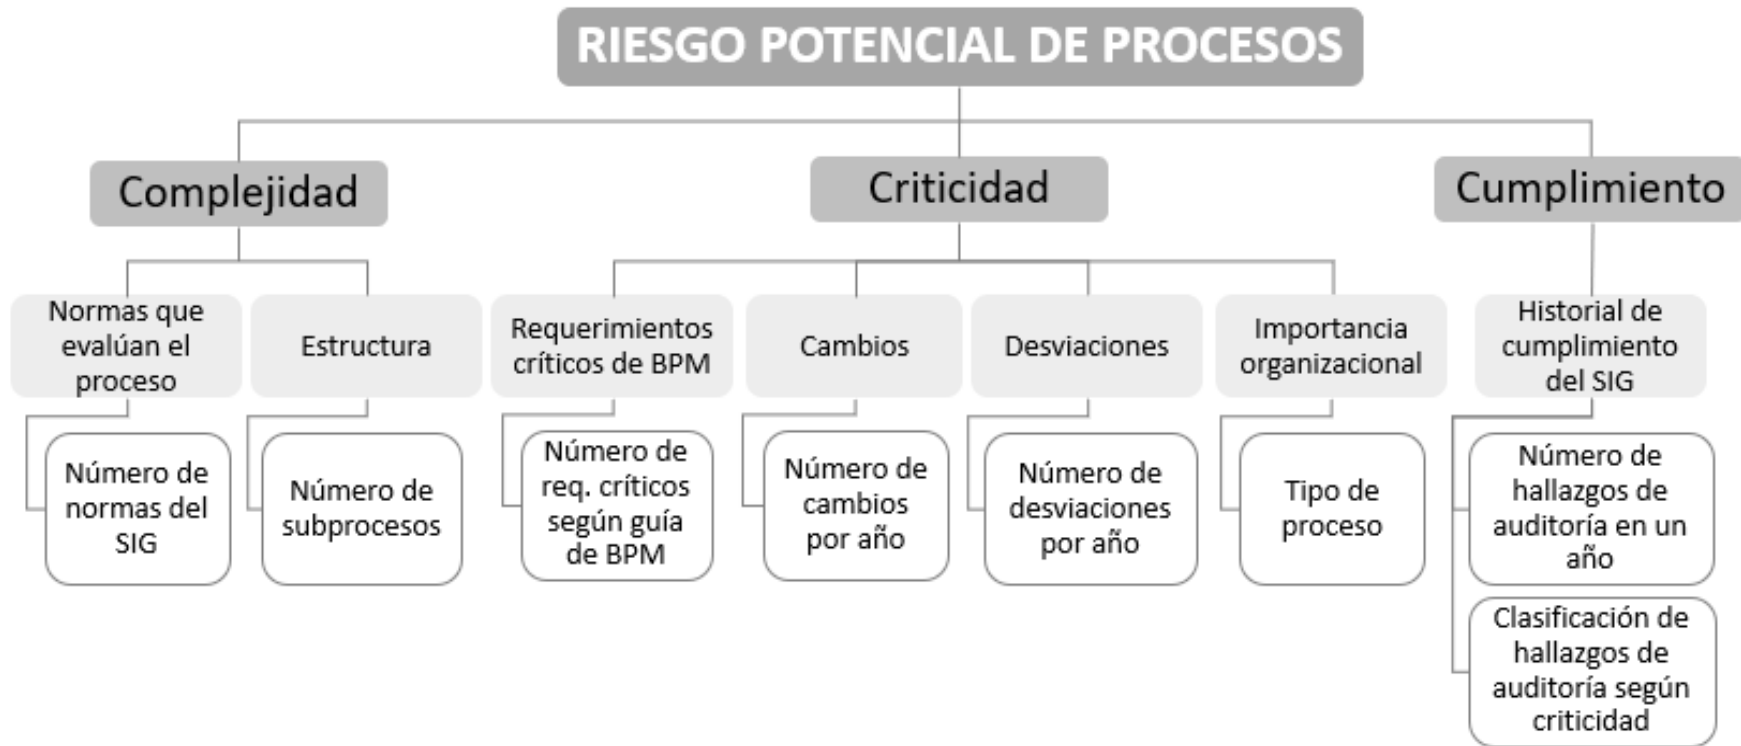 RIESGO POTENCIAL DE PROCESOS
Complejidad
Criticidad
Cumplimiento
Normas que
evalúan el
proceso
Estructura
Requerimientos
críticos de BPM
Cambios
Desviaciones
Importancia
organizacional
Historial de
cumplimiento
del SIG
Número de
normas del
SIG
Número de
subprocesos
Número de
req. críticos
según guía
de BPM
Número de
cambios
por año
Número de
desviaciones
por año
Tipo de
proceso
Número de
hallazgos de
auditoría en un
año
Clasificación de
hallazgos de
auditoría según
criticidad